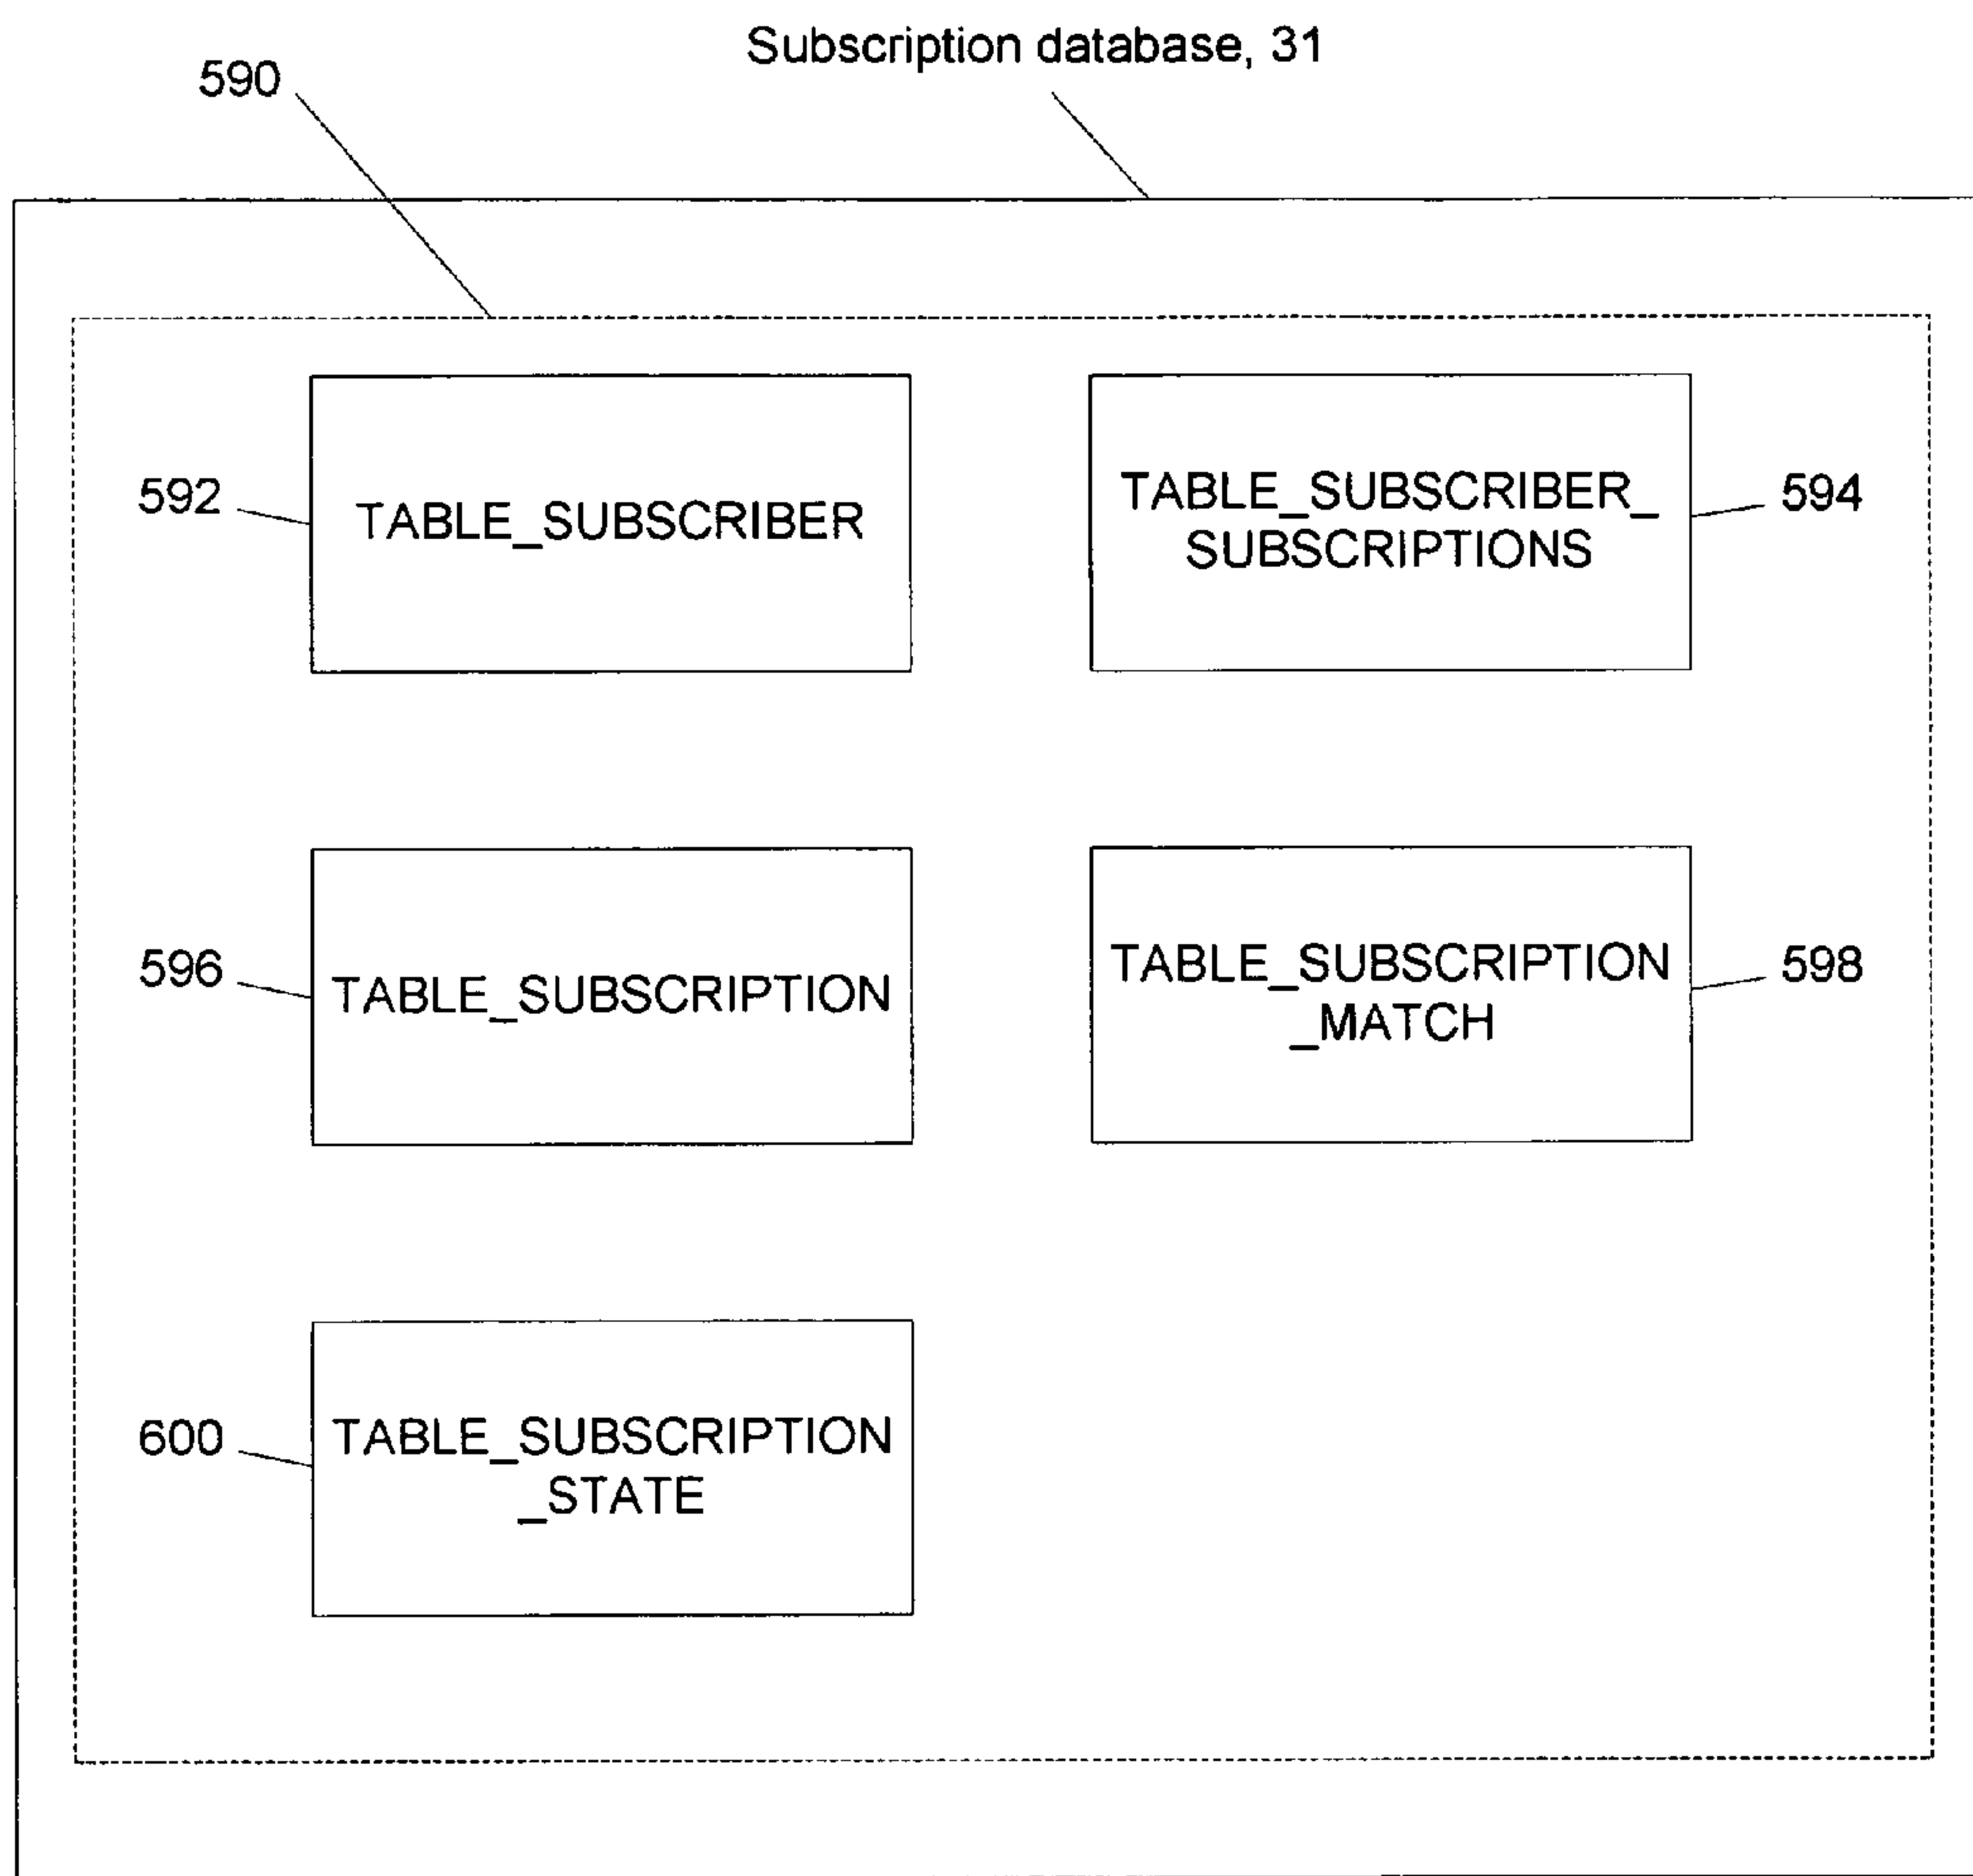 Subscription database, 31
590
592
TABLE_SUBSCRIBER
TABLE_SUBSCRIBER_
SUBSCRIPTIONS
594
596
TABLE_SUBSCRIPTION
TABLE_SUBSCRIPTION
_MATCH
598
600
TABLE_SUBSCRIPTION
_STATE